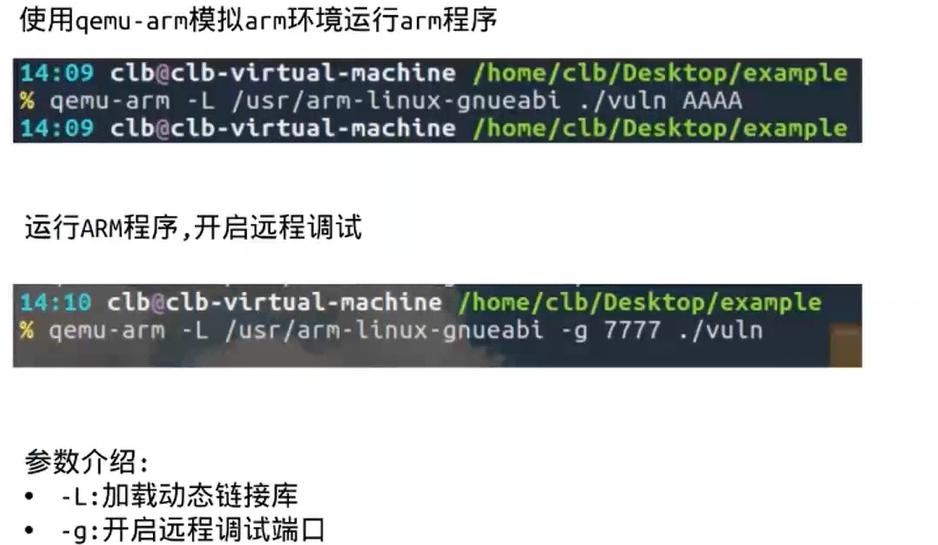 使用qemu-arm模拟arm环境运行arm程序
14:09 clb@clb-virtual-machine /home/clb/Desktop/example
% qemu-arm -L /usr/arm-linux-gnueabi ./vuln AAAA
14:09 clb@clb-virtual-machine /home/clb/Desktop/example
运行ARM程序,开启远程调试
14:10 clb@clb-virtual-machine /home/clb/Desktop/example
% qemu-arm -L /usr/arm-linux-gnueabi -g 7777 ./vuln
参数介绍:
• -L:加载动态链接库
• -g:开启远程调试端口